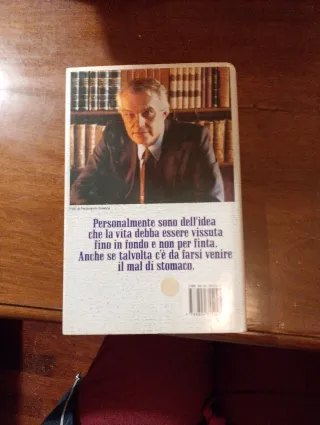 Personalmente sono dell'idea
che la vita debba essere vissuta
fino in fondo e non per finta.
Anche se talvolta c'è da farsi venire
il mal di stomaco.